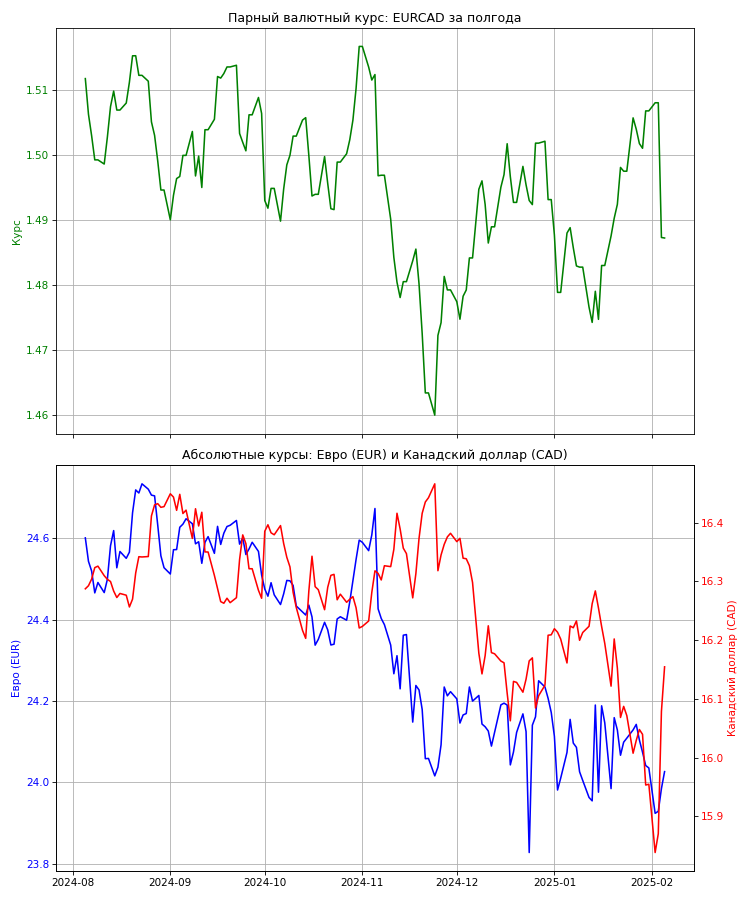 Парный валютный курс: EURCAD за полгода
1.51
1.50
1.49
1.48
1.47
1.46
Курс
Абсолютные курсы: Евро (EUR) и Канадский доллар (CAD)
24.6
24.4
24.2
24.0
23.8
Евро (EUR)
16.4
16.3
16.2
16.1
16.0
15.9
Канадский доллар (CAD)
2024-08 2024-09 2024-10 2024-11 2024-12 2025-01 2025-02